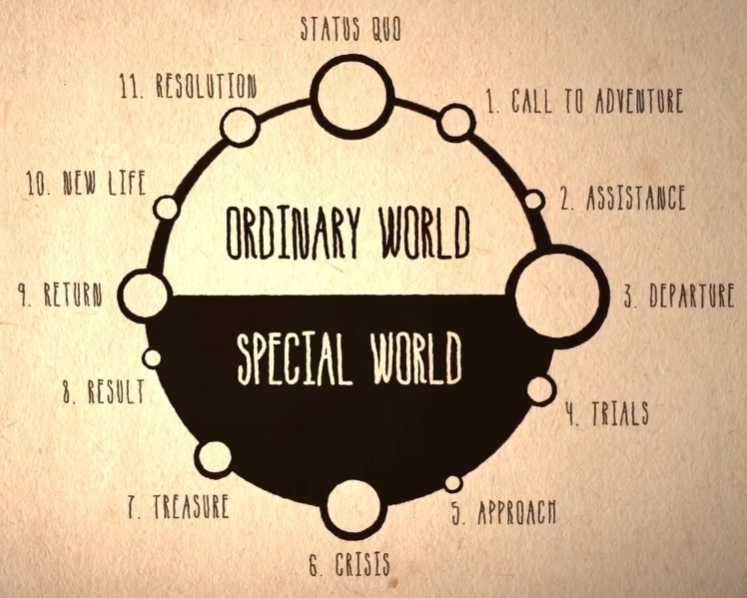 STATUS QUO
1. CALL TO ADVENTURE
2. ASSISTANCE
3. DEPARTURE
4. TRIALS
5. APPROACH
6. CRISIS
7. TREASURE
8. RESULT
9. RETURN
10. NEW LIFE
11. RESOLUTION
ORDINARY WORLD
SPECIAL WORLD